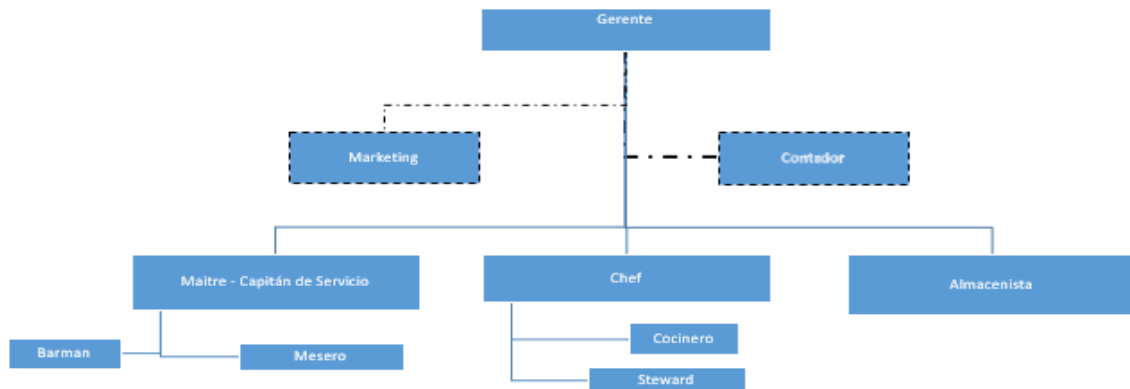 Gerente
Marketing
Contador
Maitre - Capitán de Servicio
Chef
Almacenista
Barman
Mesero
Cocinero
Steward